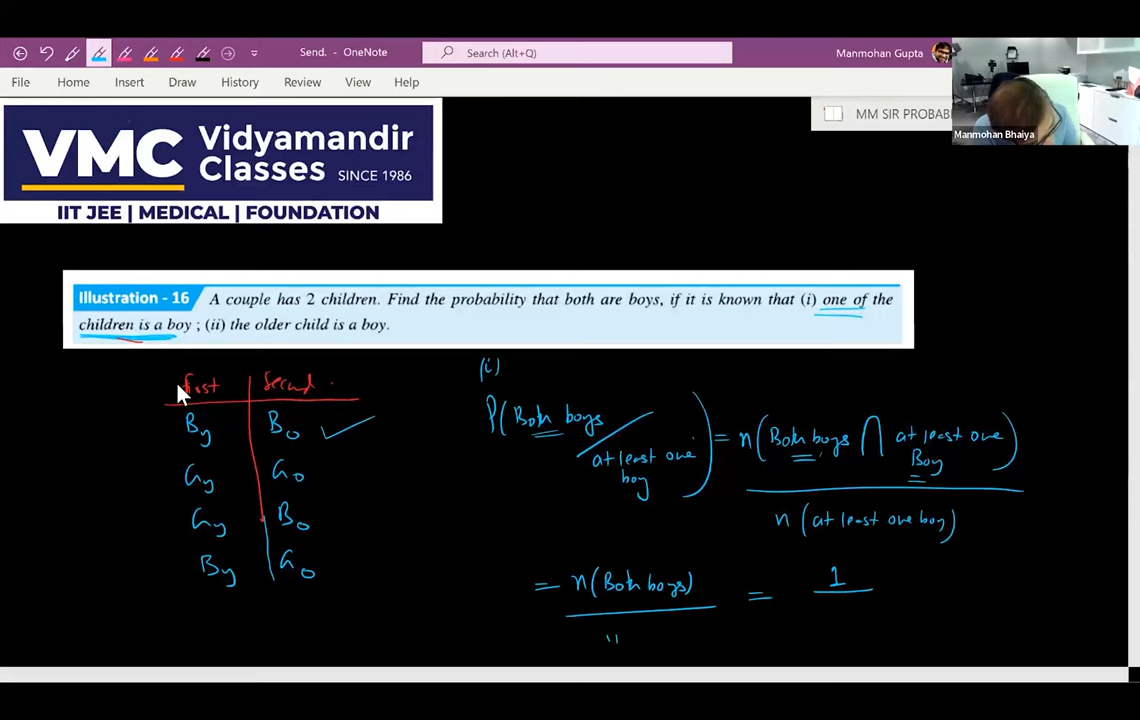 Send. - OneNote
Search (Alt+Q)
Manmohan Gupta
File Home Insert Draw History Review View Help
MM SIR PROBAB
Manmohan Bhaiya
VMC Vidyamandir Classes SINCE 1986
IIT JEE | MEDICAL | FOUNDATION
Illustration - 16 A couple has 2 children. Find the probability that both are boys, if it is known that (i) one of the
children is a boy ; (ii) the older child is a boy.
first second
By Bo ✓
Gy Go
Gy Bo
By Go
(i)
P(Both boys / at least one boy) = n(Both boys ∩ at least one Boy)
n (at least one boy)
= n(Both boys) = 1
"